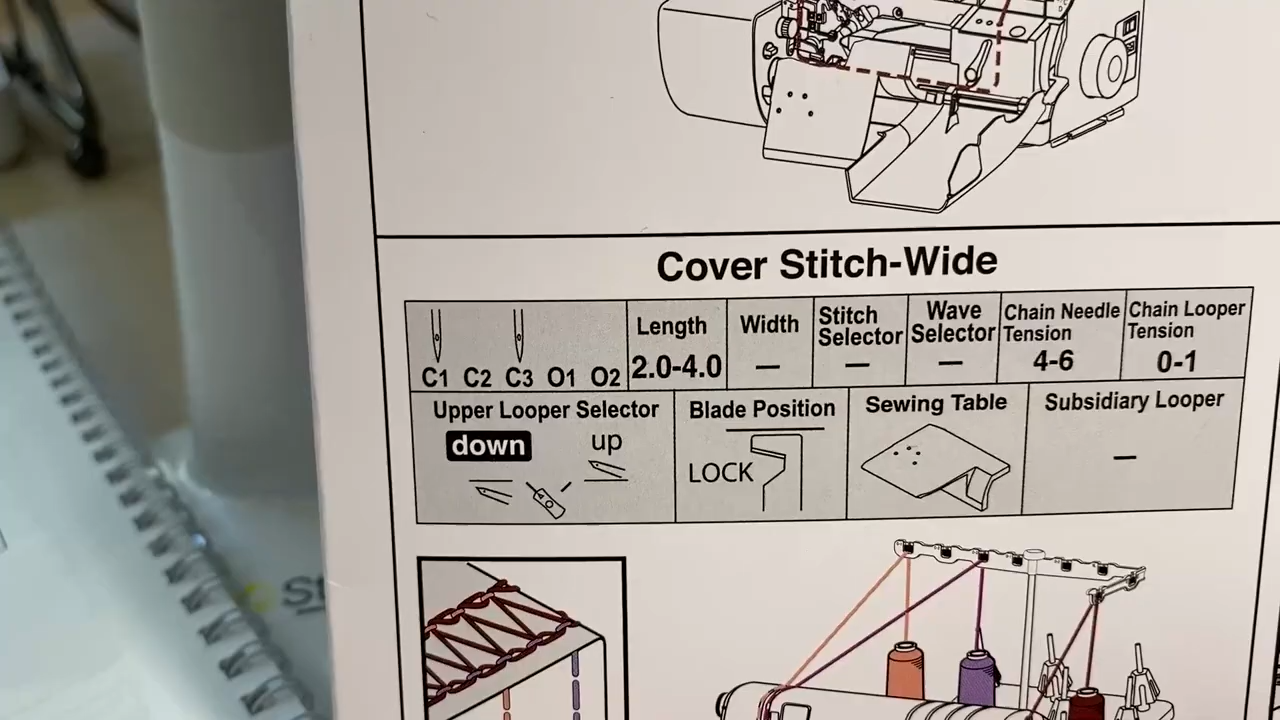 Cover Stitch-Wide
C1 C2 C3 O1 O2
Length
2.0-4.0
Width
—
Stitch
Selector
—
Wave
Selector
—
Chain Needle
Tension
4-6
Chain Looper
Tension
0-1
Upper Looper Selector
down up
Blade Position
LOCK
Sewing Table
Subsidiary Looper
—